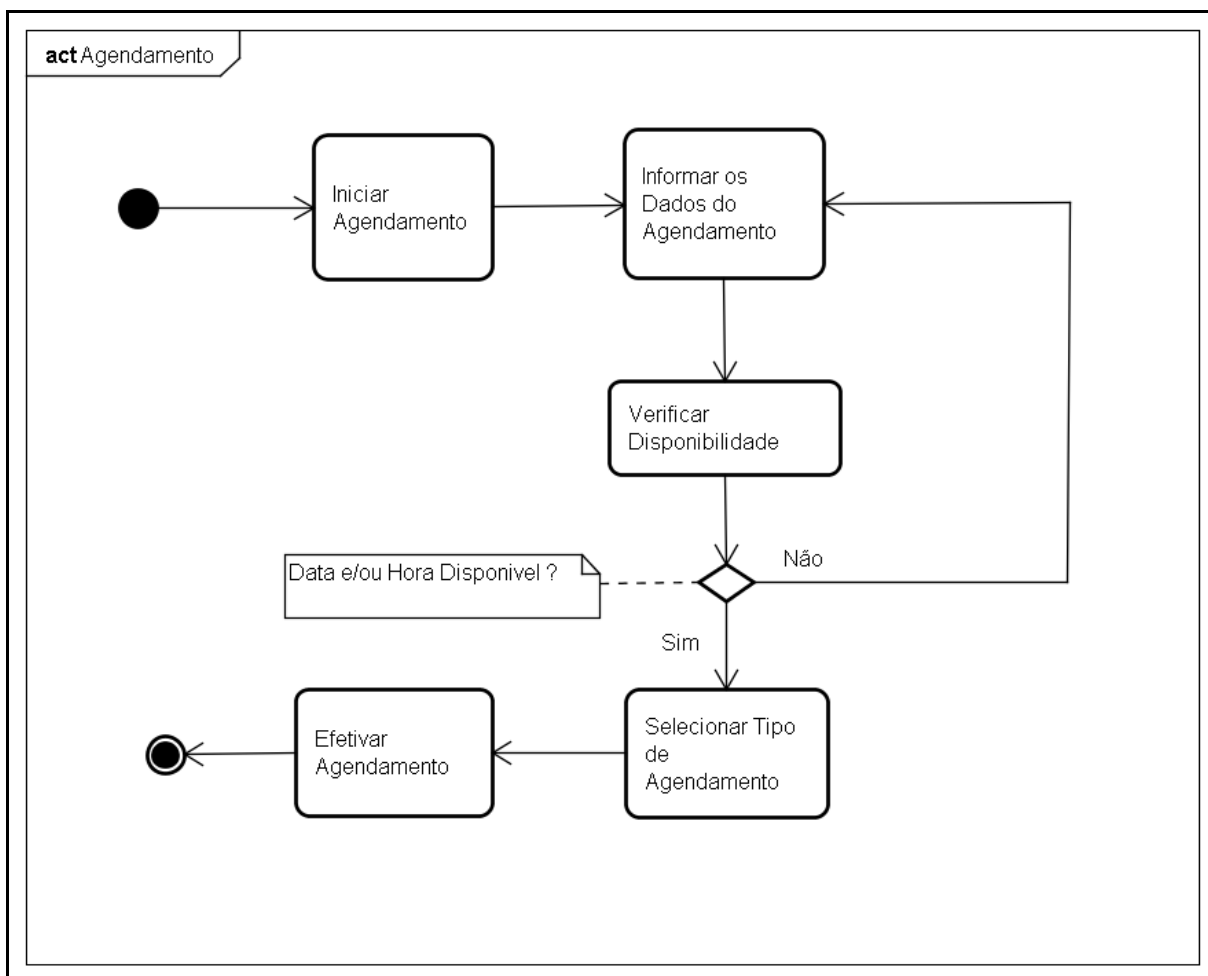 act Agendamento
Iniciar
Agendamento
Informar os
Dados do
Agendamento
Verificar
Disponibilidade
Data e/ou Hora Disponivel ?
Não
Sim
Selecionar Tipo
de
Agendamento
Efetivar
Agendamento